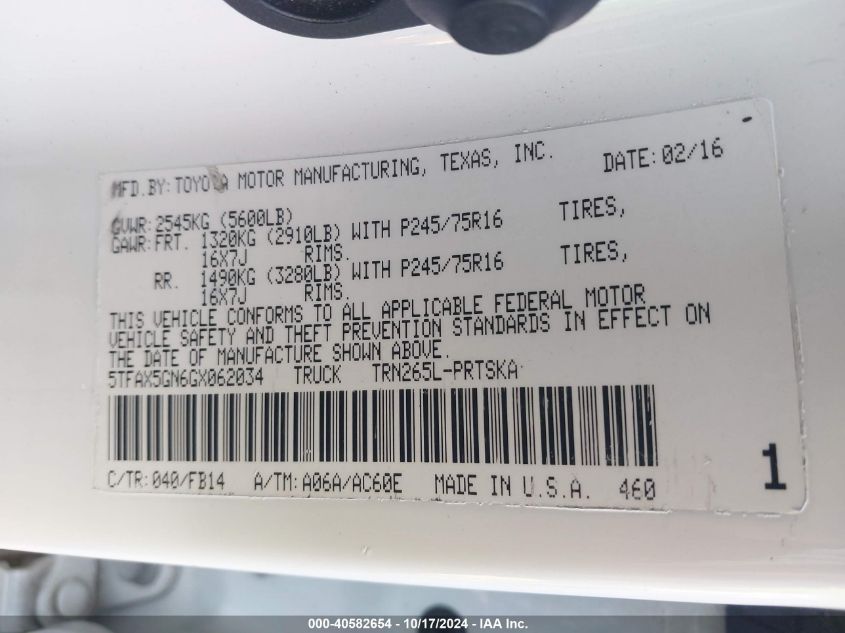 MFD.BY:TOYOTA MOTOR MANUFACTURING, TEXAS, INC. DATE:02/16
GVWR:2545KG (5600LB)
GAWR:FRT. 1320KG (2910LB) WITH P245/75R16 TIRES,
16X7J RIMS.
RR. 1490KG (3280LB) WITH P245/75R16 TIRES,
16X7J RIMS.
THIS VEHICLE CONFORMS TO ALL APPLICABLE FEDERAL MOTOR
VEHICLE SAFETY AND THEFT PREVENTION STANDARDS IN EFFECT ON
THE DATE OF MANUFACTURE SHOWN ABOVE.
5TFAX5GN6GX062034 TRUCK TRN265L-PRTSKA
C/TR:040/FB14 A/TM:A06A/AC60E MADE IN U.S.A. 460 1
000-40582654 - 10/17/2024 - IAA Inc.